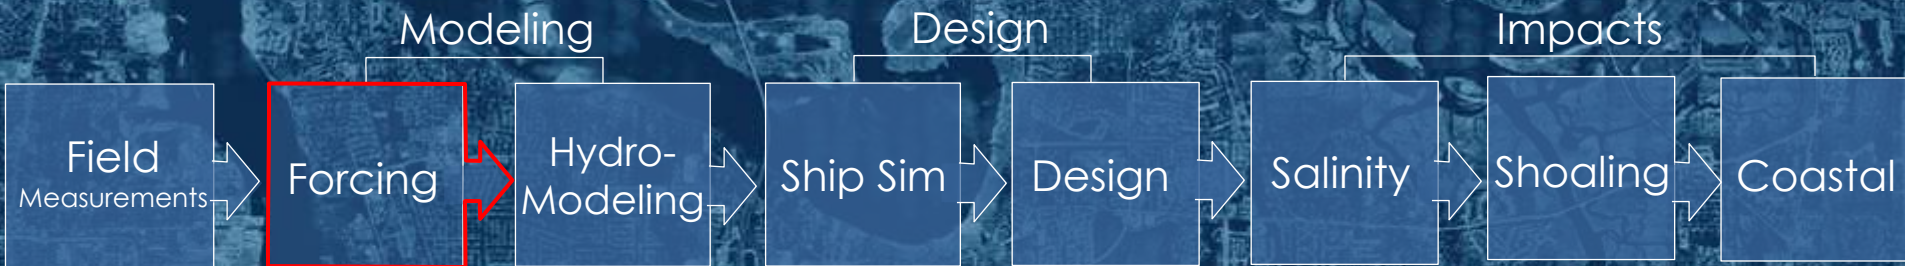 Modeling
Design
Impacts
Field
Measurements
Forcing
Hydro-
Modeling
Ship Sim
Design
Salinity
Shoaling
Coastal